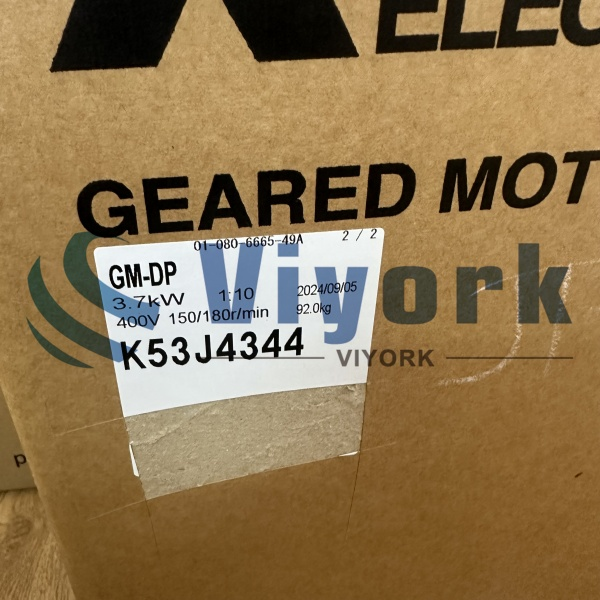 ELEC
GEARED MOT
01-080-6665-49A 2 / 2
GM-DP
3.7kW 1:10 2024/09/05
400V 150/180r/min 92.0kg
K53J4344
Viyork
VIYORK
p